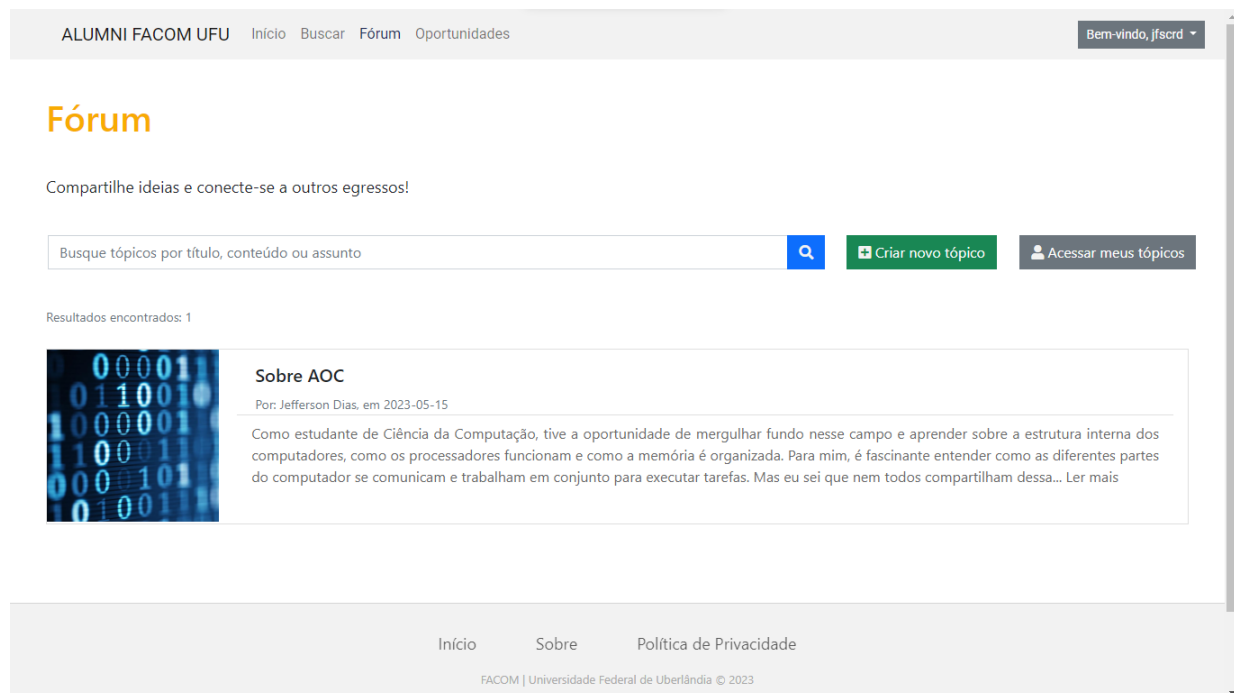 ALUMNI FACOM UFU Início Buscar Fórum Oportunidades Bem-vindo, jfscrd
Fórum
Compartilhe ideias e conecte-se a outros egressos!
Busque tópicos por título, conteúdo ou assunto Criar novo tópico Acessar meus tópicos
Resultados encontrados: 1
Sobre AOC
Por: Jefferson Dias, em 2023-05-15
Como estudante de Ciência da Computação, tive a oportunidade de mergulhar fundo nesse campo e aprender sobre a estrutura interna dos
computadores, como os processadores funcionam e como a memória é organizada. Para mim, é fascinante entender como as diferentes partes
do computador se comunicam e trabalham em conjunto para executar tarefas. Mas eu sei que nem todos compartilham dessa... Ler mais
Início Sobre Política de Privacidade
FACOM | Universidade Federal de Uberlândia © 2023